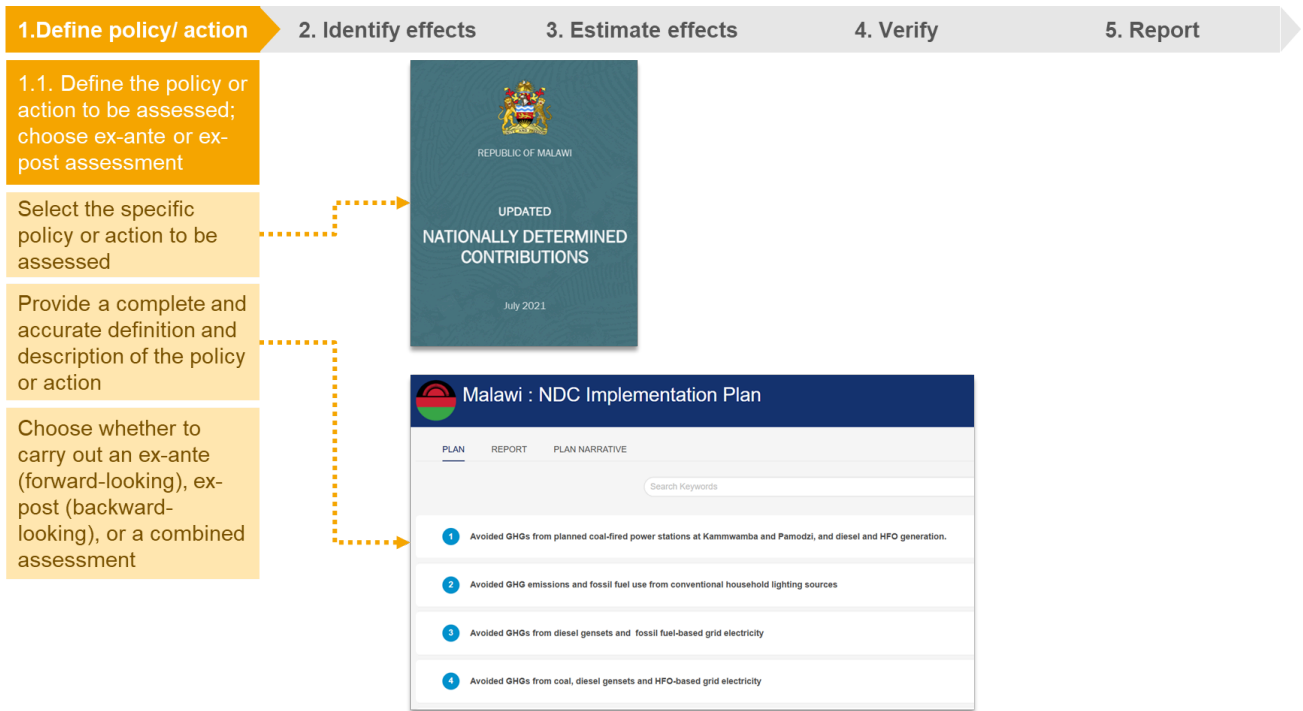 1.Define policy/ action
2. Identify effects
3. Estimate effects
4. Verify
5. Report
1.1. Define the policy or
action to be assessed;
choose ex-ante or ex-
post assessment
Select the specific
policy or action to be
assessed
Provide a complete and
accurate definition and
description of the policy
or action
Choose whether to
carry out an ex-ante
(forward-looking), ex-
post (backward-
looking), or a combined
assessment
REPUBLIC OF MALAWI
UPDATED
NATIONALLY DETERMINED
CONTRIBUTIONS
July 2021
Malawi : NDC Implementation Plan
PLAN REPORT PLAN NARRATIVE
Search Keywords
1 Avoided GHGs from planned coal-fired power stations at Kammwamba and Pamodzi, and diesel and HFO generation.
2 Avoided GHG emissions and fossil fuel use from conventional household lighting sources
3 Avoided GHGs from diesel gensets and fossil fuel-based grid electricity
4 Avoided GHGs from coal, diesel gensets and HFO-based grid electricity